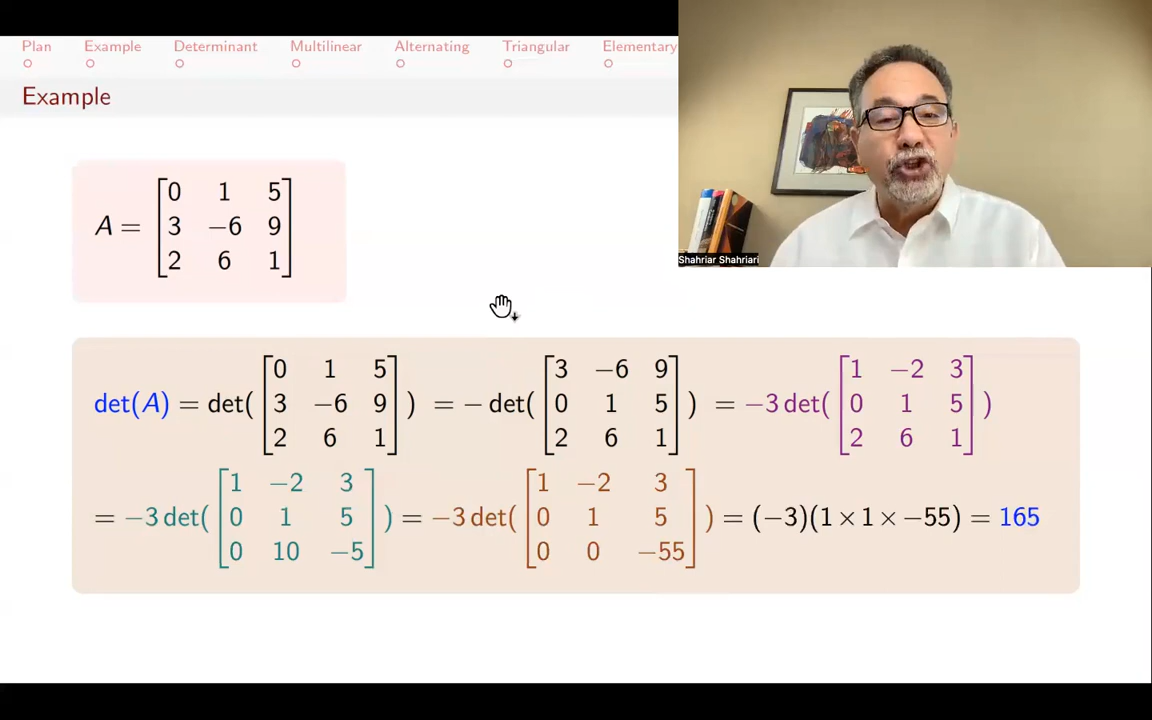 Plan Example Determinant Multilinear Alternating Triangular Elementary
Example
A = [0 1 5
3 −6 9
2 6 1]
Shahriar Shahriari
det(A) = det([0 1 5; 3 −6 9; 2 6 1]) = − det([3 −6 9; 0 1 5; 2 6 1]) = −3 det([1 −2 3; 0 1 5; 2 6 1])
= −3 det([1 −2 3; 0 1 5; 0 10 −5]) = −3 det([1 −2 3; 0 1 5; 0 0 −55]) = (−3)(1 × 1 × −55) = 165